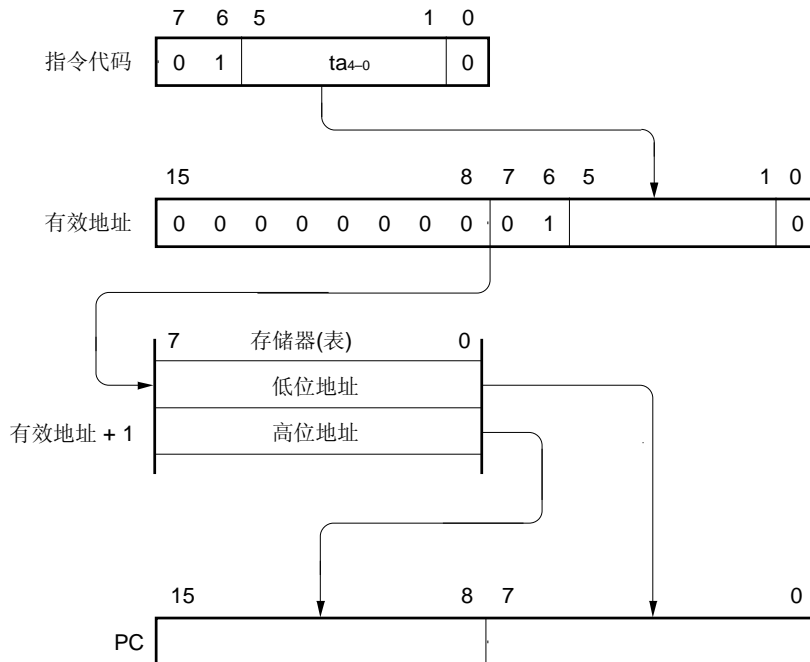 7 6 5 1 0
指令代码 0 1 ta4–0 0
15 8 7 6 5 1 0
有效地址 0 0 0 0 0 0 0 0 0 1 0
7 存储器(表) 0
低位地址
有效地址 + 1 高位地址
15 8 7 0
PC